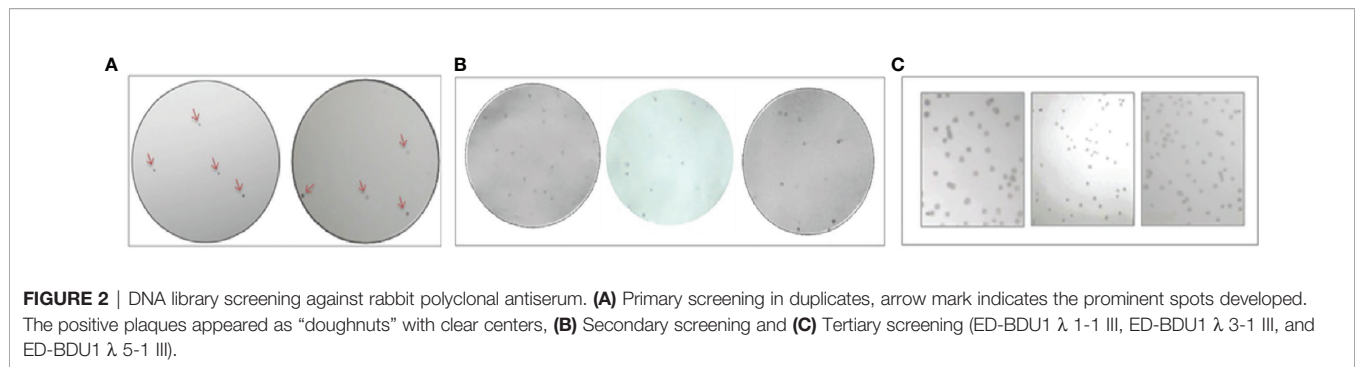 A
B
C
FIGURE 2 | DNA library screening against rabbit polyclonal antiserum. (A) Primary screening in duplicates, arrow mark indicates the prominent spots developed.
The positive plaques appeared as “doughnuts” with clear centers, (B) Secondary screening and (C) Tertiary screening (ED-BDU1 λ 1-1 III, ED-BDU1 λ 3-1 III, and
ED-BDU1 λ 5-1 III).